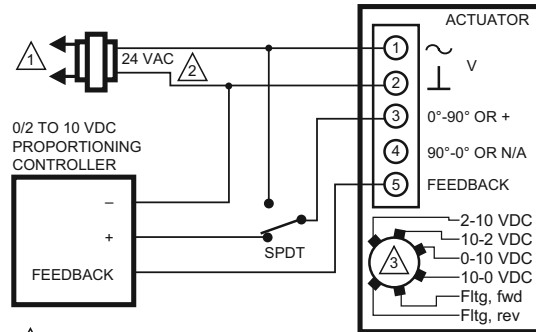 ACTUATOR
1
24 VAC
2
1
V
2
0/2 TO 10 VDC
PROPORTIONING
CONTROLLER
3
0°-90° OR +
4
90°-0° OR N/A
–
5
FEEDBACK
+
SPDT
FEEDBACK
3
2-10 VDC
10-2 VDC
0-10 VDC
10-0 VDC
Fltg, fwd
Fltg, rev